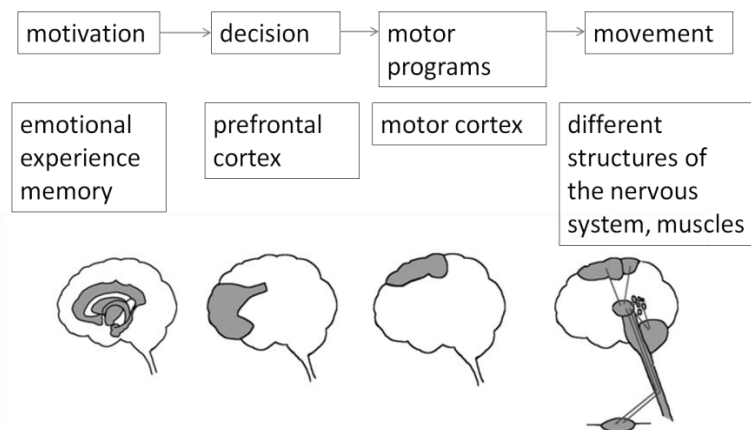 motivation
decision
motor
programs
movement
emotional
experience
memory
prefrontal
cortex
motor cortex
different
structures of
the nervous
system, muscles